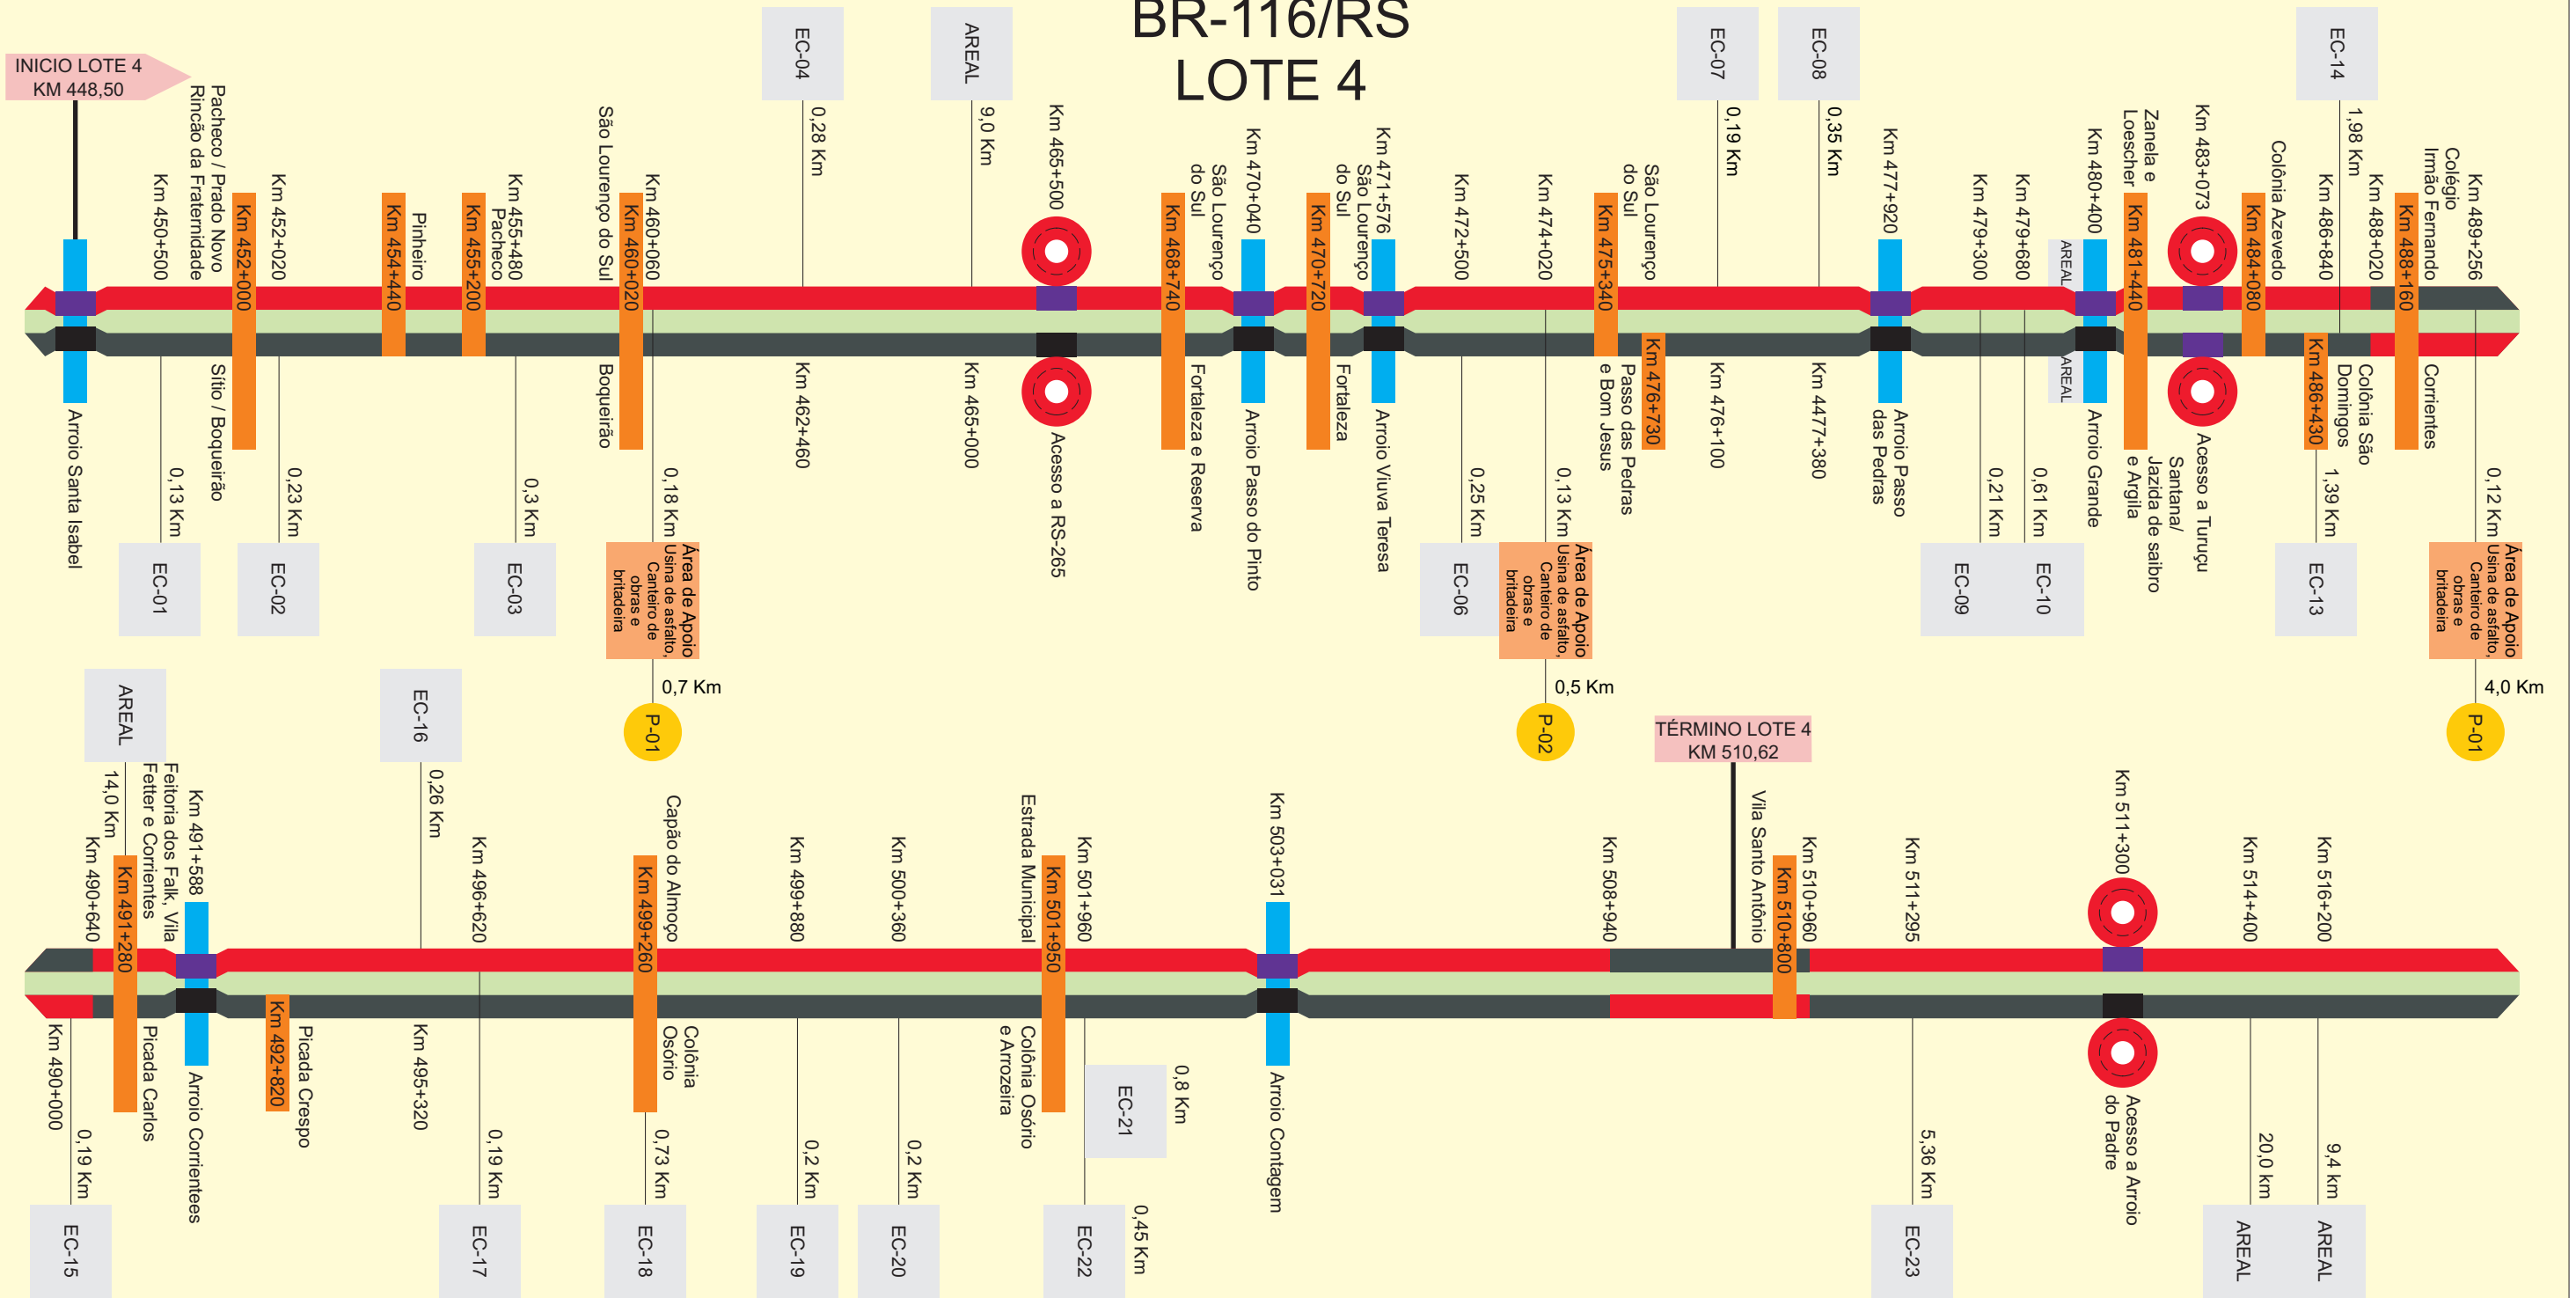 BR-116/RS
LOTE 4
INICIO LOTE 4
KM 448,50
EC-04
AREAL
EC-07
EC-08
EC-14
0,28 Km
9,0 Km
0,19 Km
0,35 Km
1,98 Km
Km 450+500
Pacheco / Prado Novo
Rincão da Fraternidade
Km 452+000
Km 452+020
Km 454+440
Pinheiro
Km 455+200
Pacheco
Km 455+480
São Lourenço do Sul
Km 460+020
Km 460+060
Km 465+500
Km 468+740
São Lourenço
do Sul
Km 470+040
Km 470+720
São Lourenço
do Sul
Km 471+576
Km 472+500
Km 474+020
Km 475+340
São Lourenço
do Sul
Km 477+920
Km 479+300
Km 479+680
AREAL
Km 480+400
Zanela e
Loescher
Km 481+440
Km 483+073
Km 484+080
Colônia Azevedo
Km 486+840
Km 488+020
Km 488+160
Colégio
Irmão Fernando
Km 489+256
Arroio Santa Isabel
0,13 Km
EC-01
Sítio / Boqueirão
0,23 Km
EC-02
0,3 Km
EC-03
Boqueirão
0,18 Km
Área de Apoio
Usina de asfalto,
Canteiro de
obras e
britadeira
0,7 Km
P-01
Km 462+460
Km 465+000
Acesso a RS-265
Fortaleza e Reserva
Arroio Passo do Pinto
Fortaleza
Arroio Viuva Teresa
0,25 Km
EC-06
0,13 Km
Área de Apoio
Usina de asfalto,
Canteiro de
obras e
britadeira
0,5 Km
P-02
Passo das Pedras
e Bom Jesus
Km 476+730
Km 476+100
Km 4477+380
Arroio Passo
das Pedras
0,21 Km
EC-09
0,61 Km
EC-10
AREAL
Arroio Grande
Santana/
Jazida de saibro
e Argila
Acesso a Turuçu
Km 486+430
1,39 Km
EC-13
Colônia São
Domingos
Corrientes
0,12 Km
Área de Apoio
Usina de asfalto,
Canteiro de
obras e
britadeira
4,0 Km
P-01
AREAL
14,0 Km
EC-16
0,26 Km
TÉRMINO LOTE 4
KM 510,62
Km 490+640
Km 491+280
Feitoria dos Falk, Vila
Fetter e Corrientes
Km 491+588
Km 496+620
Km 499+260
Capão do Almoço
Km 499+880
Km 500+360
Estrada Municipal
Km 501+950
Km 501+960
Km 503+031
Km 508+940
Vila Santo Antônio
Km 510+800
Km 510+960
Km 511+295
Km 511+300
Km 514+400
Km 516+200
Km 490+000
0,19 Km
EC-15
Picada Carlos
Arroio Corrientees
Km 492+820
Picada Crespo
Km 495+320
0,19 Km
EC-17
Colônia
Osório
0,73 Km
EC-18
0,2 Km
EC-19
0,2 Km
EC-20
Colônia Osório
e Arrozeira
EC-21
0,8 Km
EC-22
0,45 Km
Arroio Contagem
5,36 Km
EC-23
Acesso a Arroio
do Padre
20,0 km
AREAL
9,4 km
AREAL